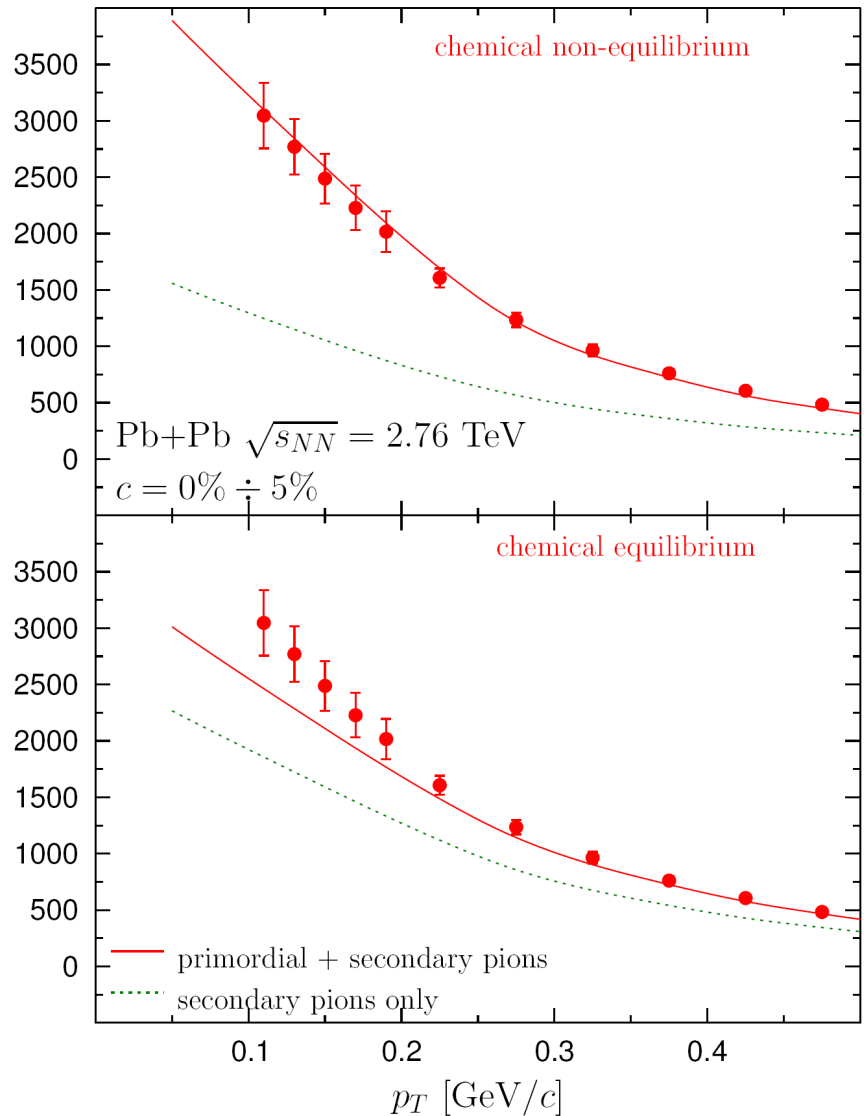 chemical non-equilibrium
3500
3000
2500
2000
1500
1000
500
0
Pb+Pb √sNN = 2.76 TeV
c = 0% ÷ 5%
chemical equilibrium
3500
3000
2500
2000
1500
1000
500
0
primordial + secondary pions
secondary pions only
0.1 0.2 0.3 0.4
pT [GeV/c]